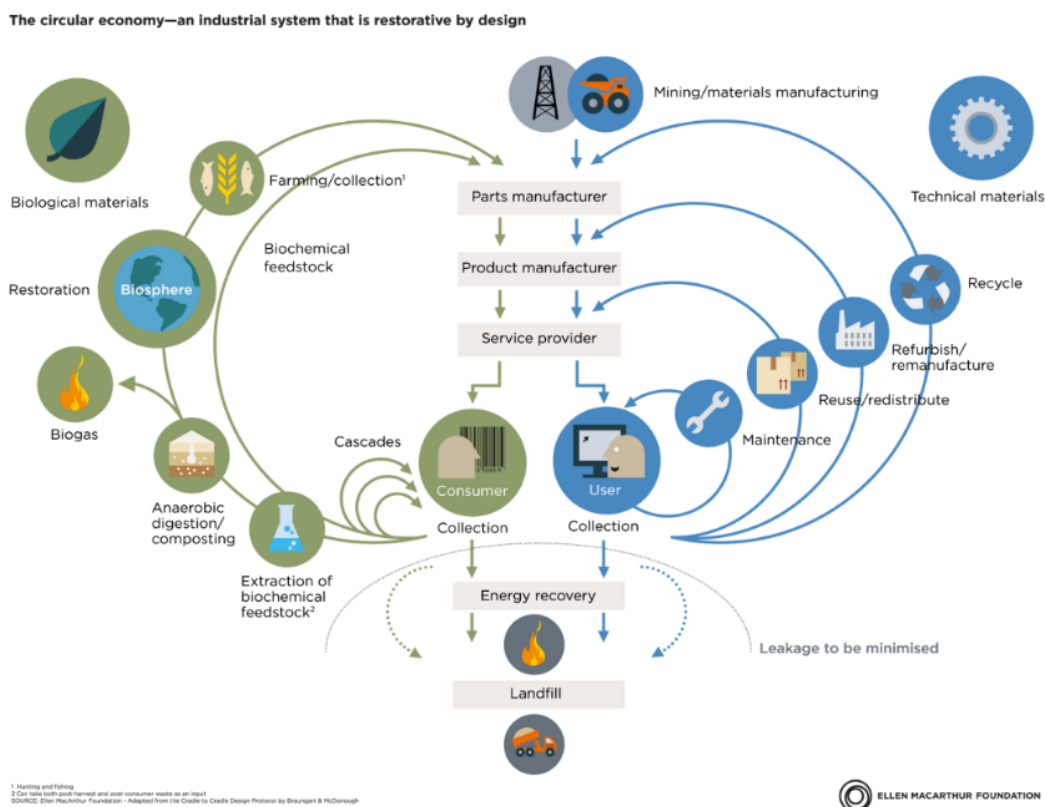 The circular economy—an industrial system that is restorative by design
Mining/materials manufacturing
Biological materials
Technical materials
Farming/collection¹
Parts manufacturer
Biochemical
feedstock
Product manufacturer
Restoration
Biosphere
Recycle
Service provider
Refurbish/
remanufacture
Biogas
Reuse/redistribute
Cascades
Maintenance
Consumer
User
Collection
Collection
Anaerobic
digestion/
composting
Extraction of
biochemical
feedstock²
Energy recovery
Leakage to be minimised
Landfill
1 Hunting and fishing
2 Can take both post-harvest and post-consumer waste as an input
SOURCE: Ellen MacArthur Foundation - Adapted from the Cradle to Cradle Design Protocol by Braungart & McDonough
ELLEN MACARTHUR FOUNDATION